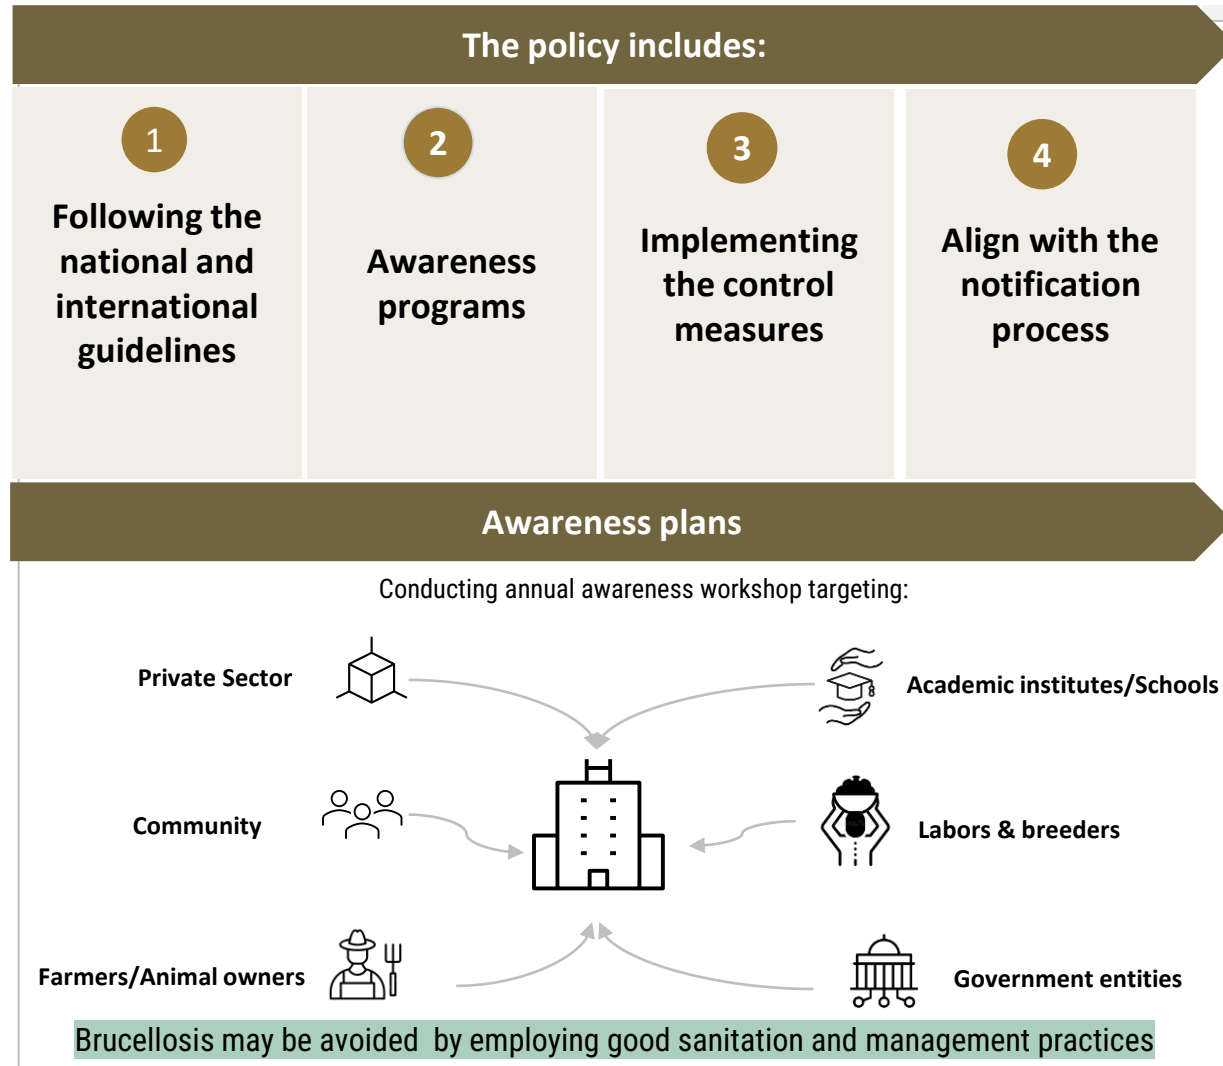 The policy includes:
1
Following the
national and
international
guidelines
2
Awareness
programs
3
Implementing
the control
measures
4
Align with the
notification
process
Awareness plans
Conducting annual awareness workshop targeting:
Private Sector
Academic institutes/Schools
Community
Labors & breeders
Farmers/Animal owners
Government entities
Brucellosis may be avoided  by employing good sanitation and management practices